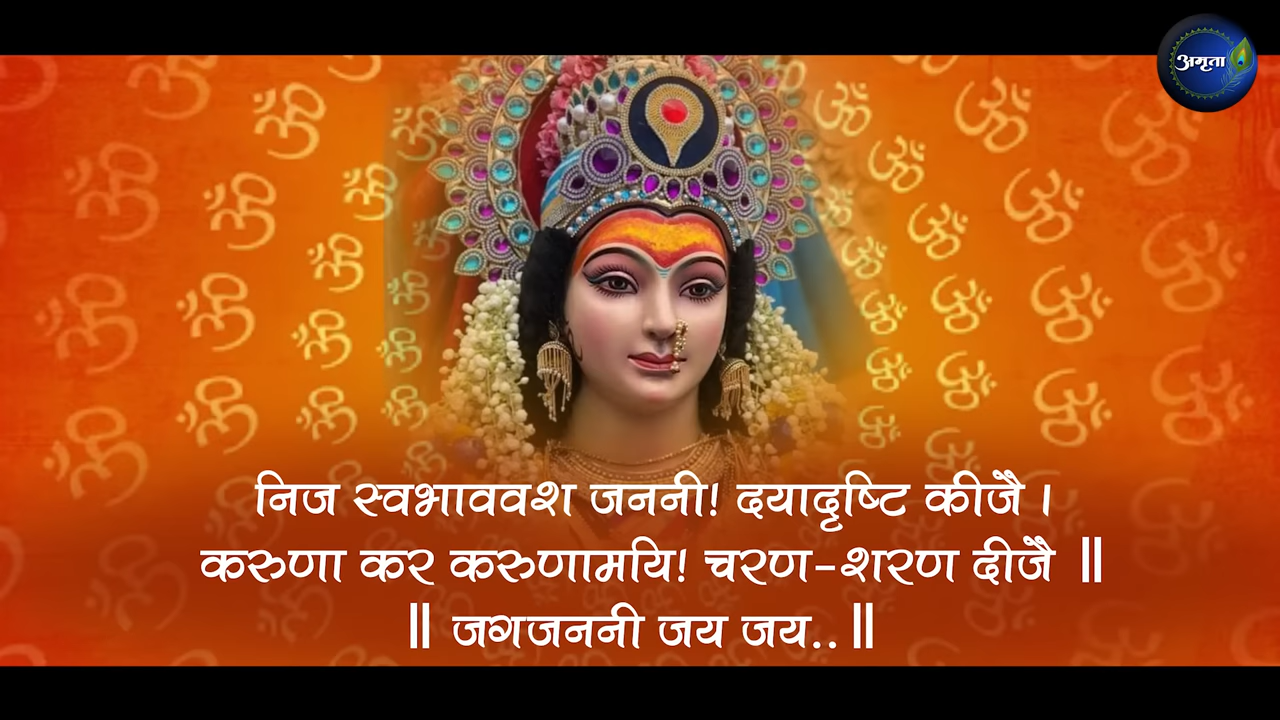 अमृता
निज स्वभाववश जननी! दयादृष्टि कीजै ।
करुणा कर करुणामयि! चरण-शरण दीजै ॥
॥ जगजननी जय जय.. ॥